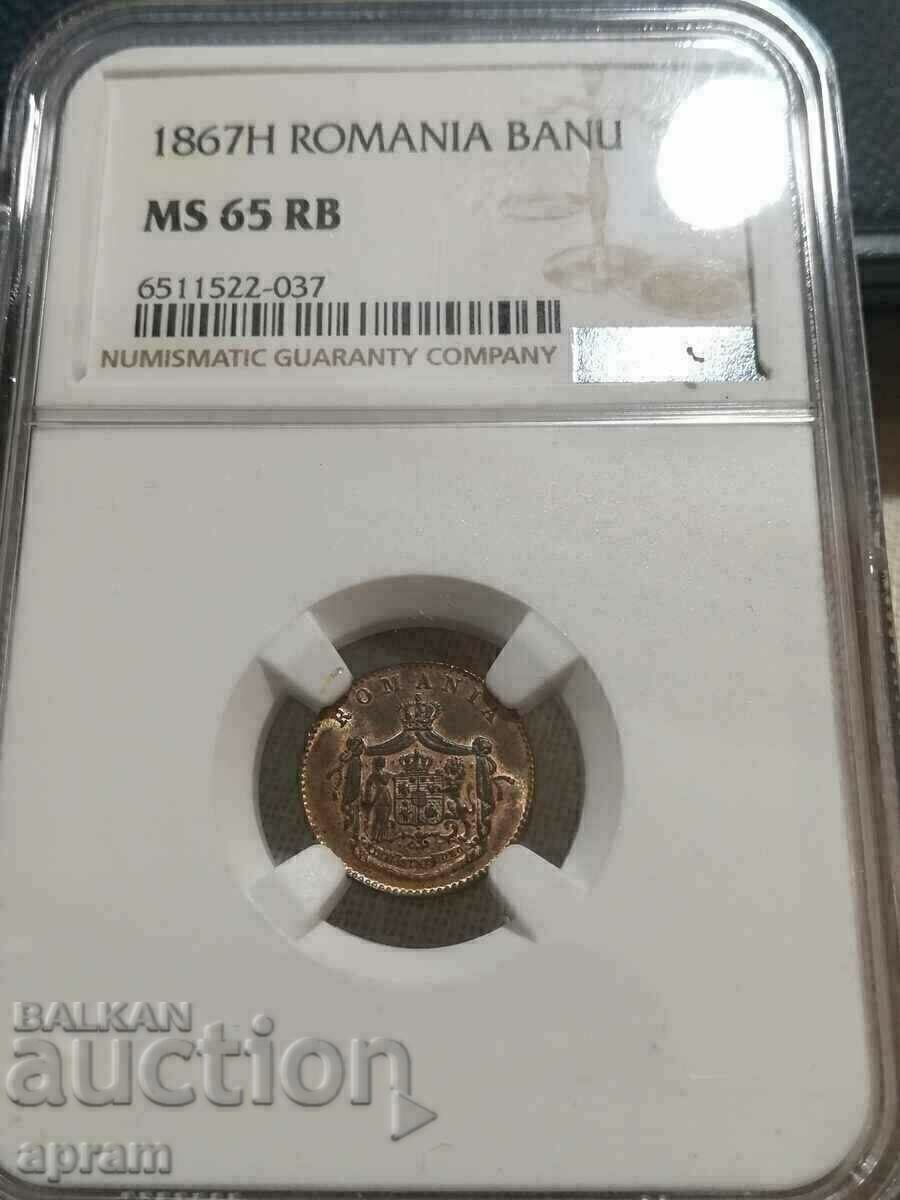 1867H ROMANIA BANU
MS 65 RB
6511522-037
NUMISMATIC GUARANTY COMPANY
ROMANIA
BALKAN
auction
apram